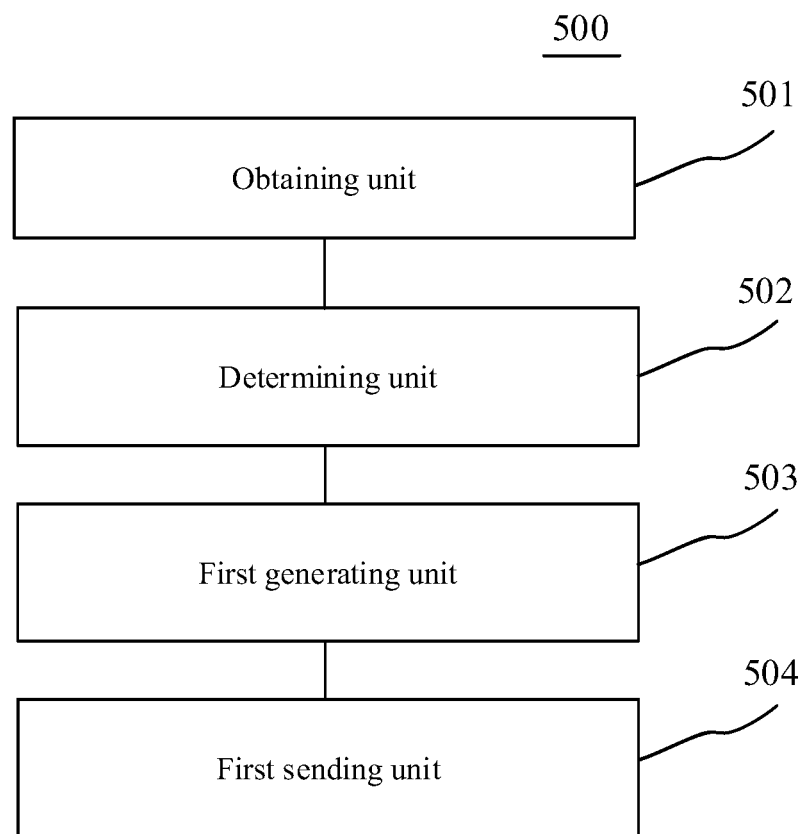 500
501
Obtaining unit
502
Determining unit
503
First generating unit
504
First sending unit